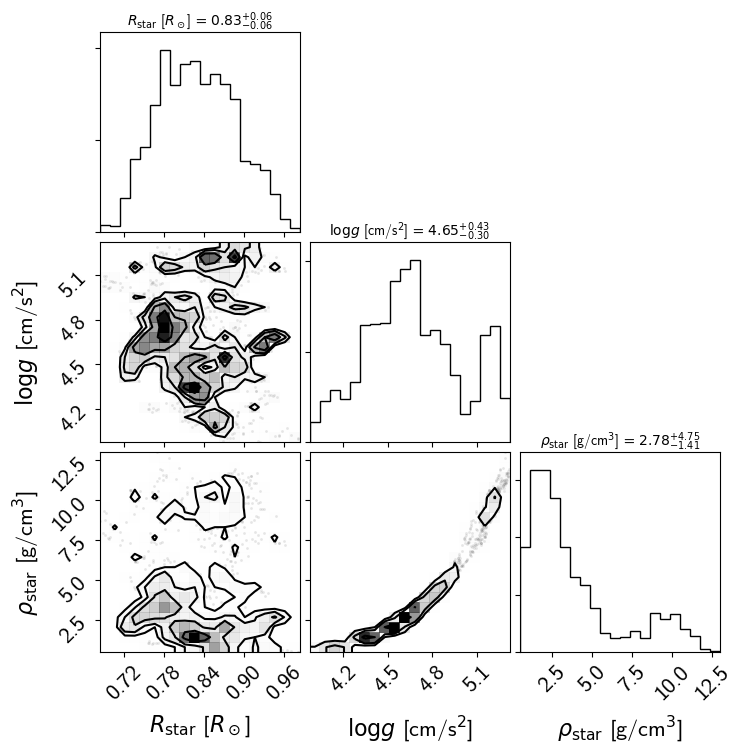 R_star [R_⊙] = 0.83^{+0.06}_{-0.06}
5.1
4.8
4.5
4.2
logg [cm/s²]
logg [cm/s²] = 4.65^{+0.43}_{-0.30}
12.5
10.0
7.5
5.0
2.5
ρ_star [g/cm³]
ρ_star [g/cm³] = 2.78^{+4.75}_{-1.41}
0.72 0.78 0.84 0.90 0.96
R_star [R_⊙]
4.2 4.5 4.8 5.1
logg [cm/s²]
2.5 5.0 7.5 10.0 12.5
ρ_star [g/cm³]